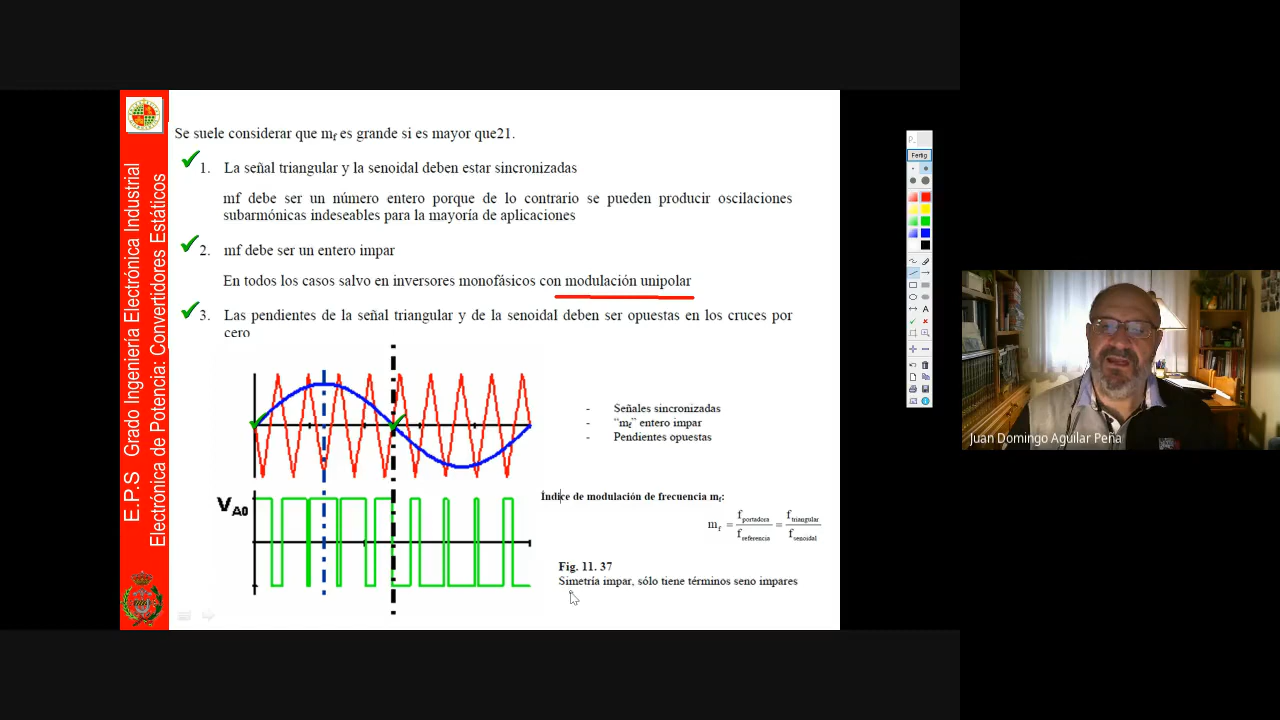 E.P.S Grado Ingeniería Electrónica Industrial
Electrónica de Potencia: Convertidores Estáticos
Se suele considerar que mf es grande si es mayor que21.
1. La señal triangular y la senoidal deben estar sincronizadas
mf debe ser un número entero porque de lo contrario se pueden producir oscilaciones
subarmónicas indeseables para la mayoría de aplicaciones
2. mf debe ser un entero impar
En todos los casos salvo en inversores monofásicos con modulación unipolar
3. Las pendientes de la señal triangular y de la senoidal deben ser opuestas en los cruces por
cero
- Señales sincronizadas
- “mf” entero impar
- Pendientes opuestas
VA0
Índice de modulación de frecuencia mf:
mf = fportadora / freferencia = ftriangular / fsenoidal
Fig. 11. 37
Simetría impar, sólo tiene términos seno impares
Fertig
A
Juan Domingo Aguilar Peña